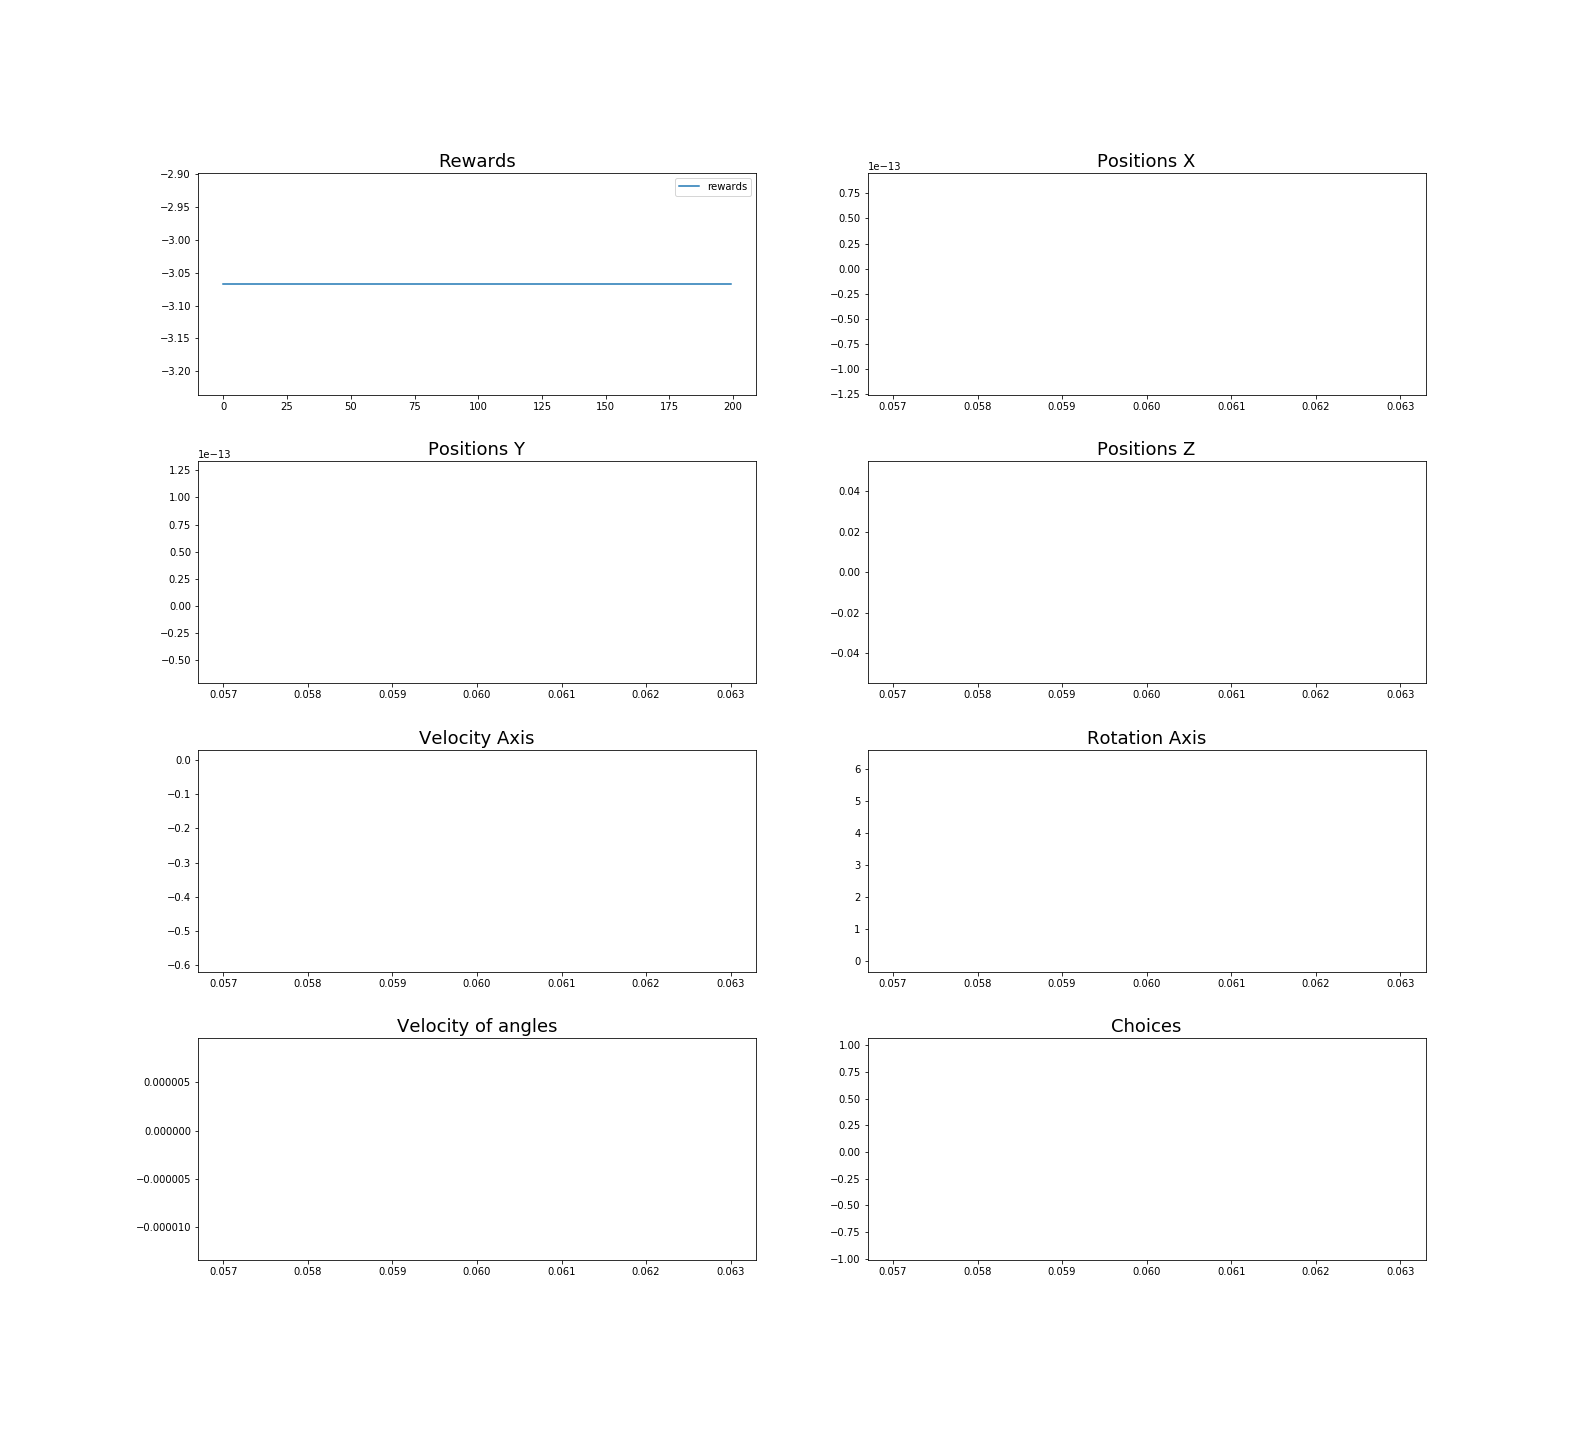 Rewards
−2.90
−2.95
−3.00
−3.05
−3.10
−3.15
−3.20
rewards
0 25 50 75 100 125 150 175 200
Positions X
1e−13
0.75
0.50
0.25
0.00
−0.25
−0.50
−0.75
−1.00
−1.25
0.057 0.058 0.059 0.060 0.061 0.062 0.063
Positions Y
1e−13
1.25
1.00
0.75
0.50
0.25
0.00
−0.25
−0.50
0.057 0.058 0.059 0.060 0.061 0.062 0.063
Positions Z
0.04
0.02
0.00
−0.02
−0.04
0.057 0.058 0.059 0.060 0.061 0.062 0.063
Velocity Axis
0.0
−0.1
−0.2
−0.3
−0.4
−0.5
−0.6
0.057 0.058 0.059 0.060 0.061 0.062 0.063
Rotation Axis
6
5
4
3
2
1
0
0.057 0.058 0.059 0.060 0.061 0.062 0.063
Velocity of angles
0.000005
0.000000
−0.000005
−0.000010
0.057 0.058 0.059 0.060 0.061 0.062 0.063
Choices
1.00
0.75
0.50
0.25
0.00
−0.25
−0.50
−0.75
−1.00
0.057 0.058 0.059 0.060 0.061 0.062 0.063